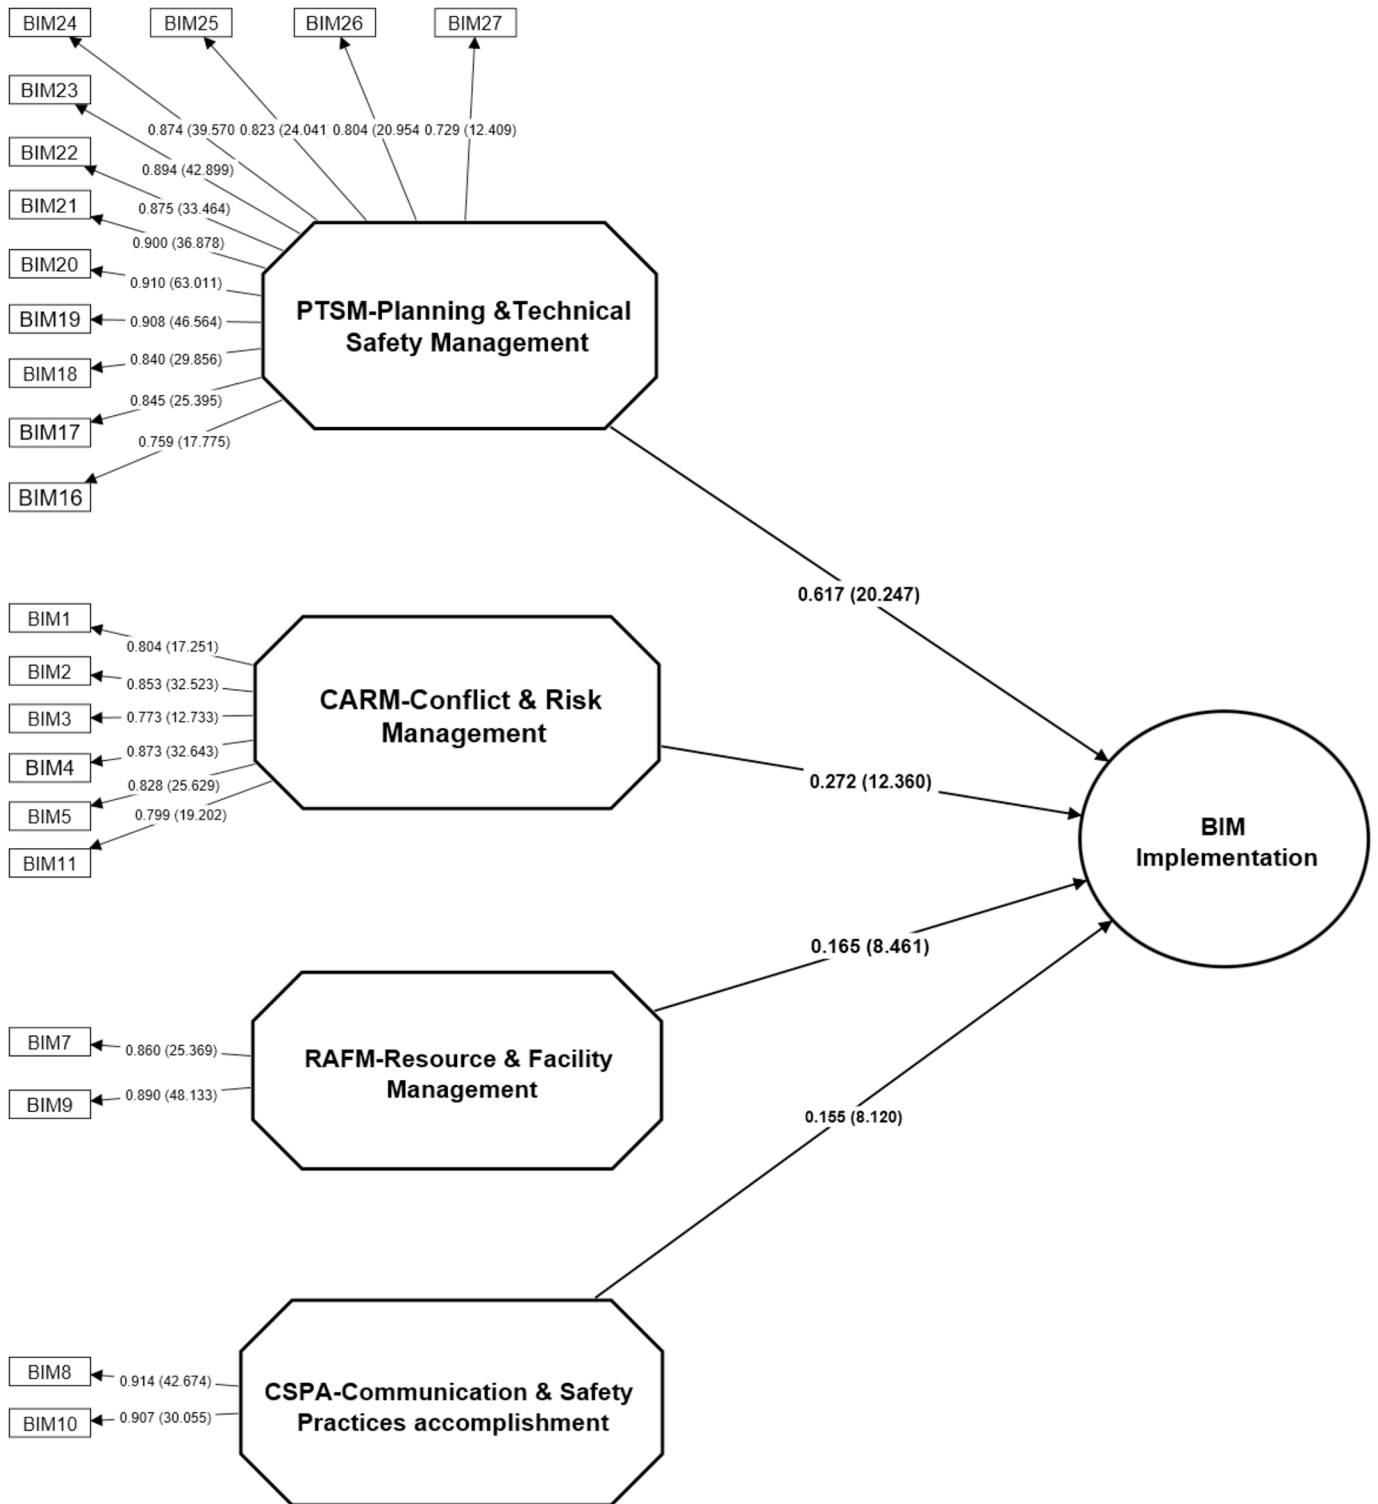 BIM24
BIM25
BIM26
BIM27
BIM23
0.874 (39.570
0.823 (24.041
0.804 (20.954
0.729 (12.409)
BIM22
0.894 (42.899)
BIM21
0.875 (33.464)
0.900 (36.878)
BIM20
0.910 (63.011)
BIM19
0.908 (46.564)
BIM18
0.840 (29.856)
BIM17
0.845 (25.395)
0.759 (17.775)
BIM16
PTSM-Planning &Technical
Safety Management
0.617 (20.247)
BIM1
0.804 (17.251)
BIM2
0.853 (32.523)
BIM3
0.773 (12.733)
BIM4
0.873 (32.643)
0.828 (25.629)
BIM5
0.799 (19.202)
BIM11
CARM-Conflict & Risk
Management
0.272 (12.360)
BIM
Implementation
0.165 (8.461)
BIM7
0.860 (25.369)
BIM9
0.890 (48.133)
RAFM-Resource & Facility
Management
0.155 (8.120)
BIM8
0.914 (42.674)
BIM10
0.907 (30.055)
CSPA-Communication & Safety
Practices accomplishment